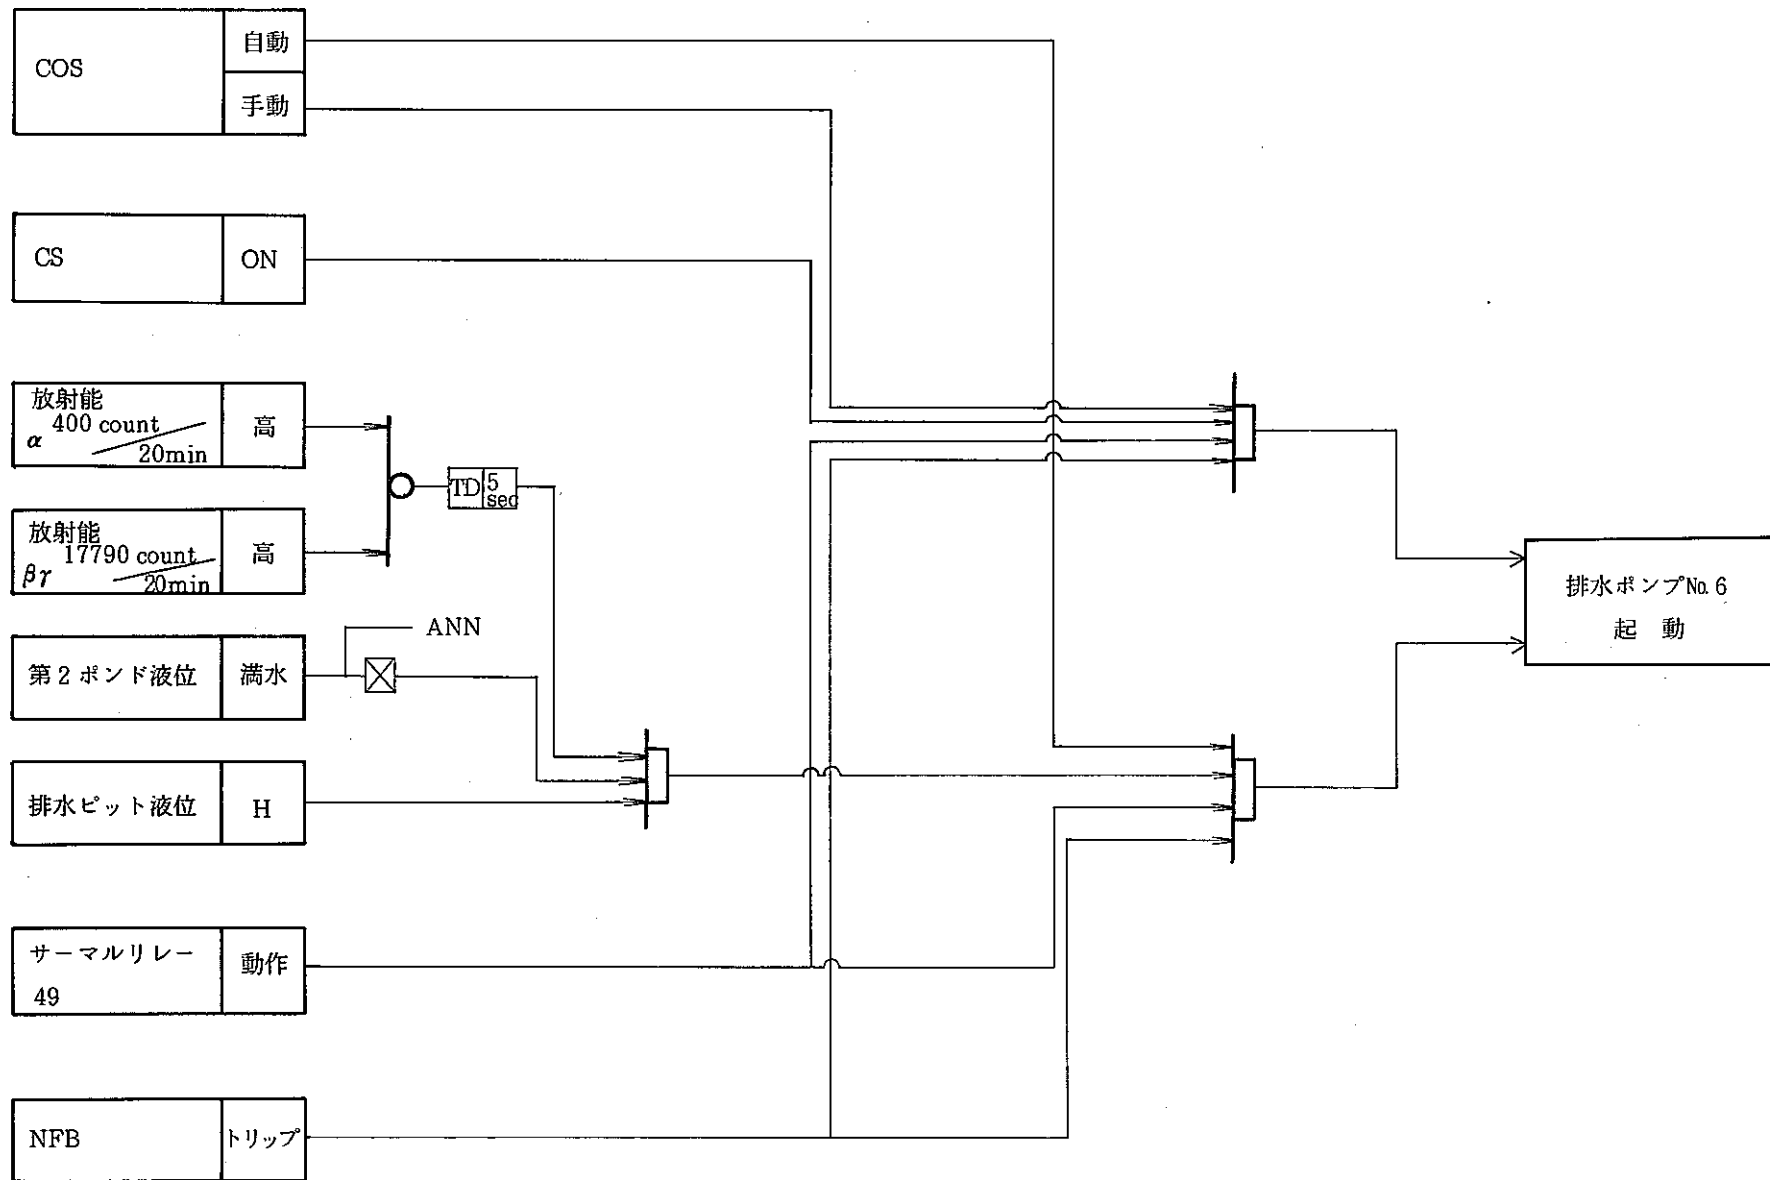 COS
自動
手動
CS
ON
放射能
α 400 count
20min
高
放射能
βγ 17790 count
20min
高
TD
5
sec
ANN
第2ポンド液位
満水
排水ピット液位
H
サーマルリレー
49
動作
NFB
トリップ
排水ポンプNo.6
起動